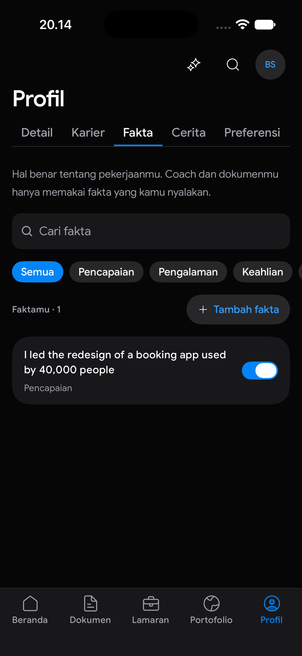 20.14
BS
Profil
Detail Karier Fakta Cerita Preferensi
Hal benar tentang pekerjaanmu. Coach dan dokumenmu
hanya memakai fakta yang kamu nyalakan.
Cari fakta
Semua Pencapaian Pengalaman Keahlian
Faktamu · 1
+ Tambah fakta
I led the redesign of a booking app used
by 40,000 people
Pencapaian
Beranda Dokumen Lamaran Portofolio Profil